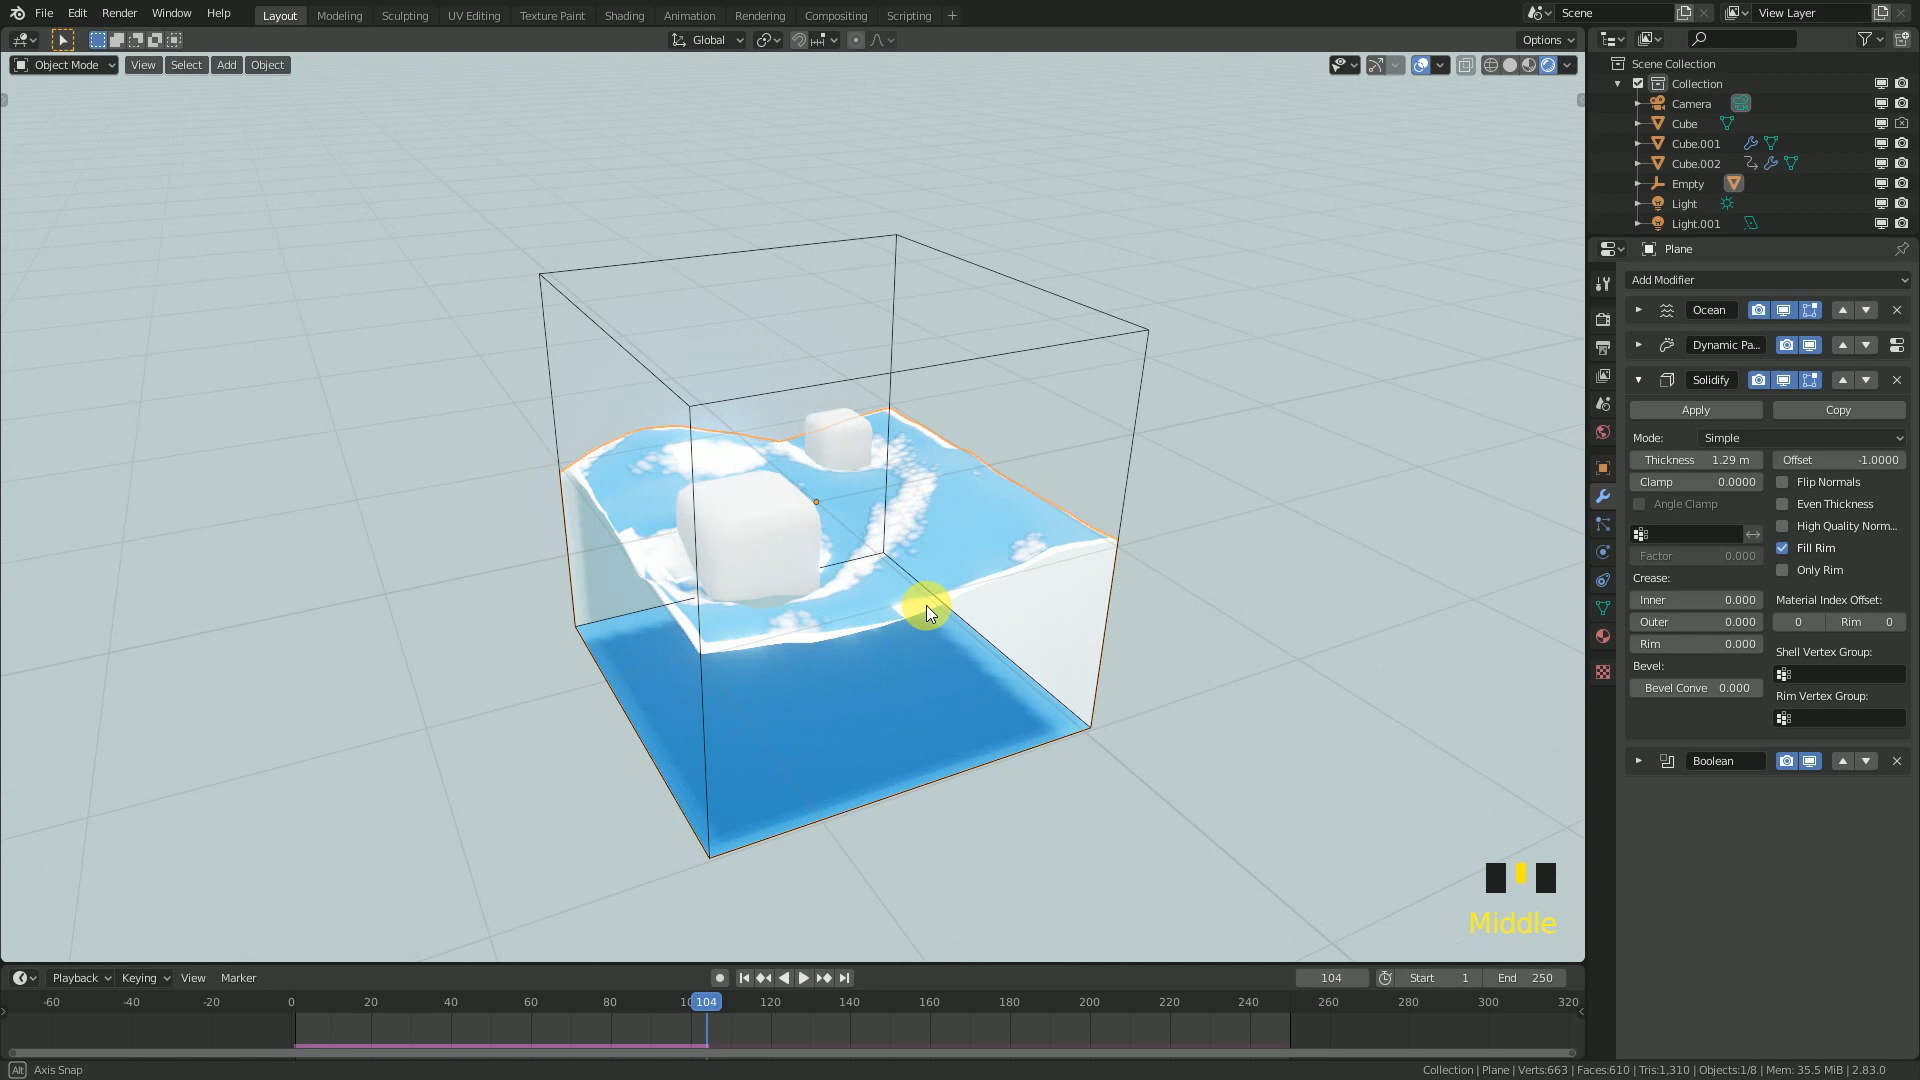 File Edit Render Window Help Layout Modeling Sculpting UV Editing Texture Paint Shading Animation Rendering Compositing Scripting + Scene View Layer
Global Options
Object Mode View Select Add Object
Scene Collection
Collection
Camera
Cube
Cube.001
Cube.002
Empty
Light
Light.001
Plane
Add Modifier
Ocean
Dynamic Pa...
Solidify
Apply Copy
Mode: Simple
Thickness 1.29 m Offset -1.0000
Clamp 0.0000 Flip Normals
Angle Clamp Even Thickness
High Quality Norm...
Fill Rim
Factor 0.000
Only Rim
Crease:
Inner 0.000 Material Index Offset:
Outer 0.000 0 Rim 0
Rim 0.000
Shell Vertex Group:
Bevel:
Bevel Conve 0.000
Rim Vertex Group:
Boolean
Middle
Playback Keying View Marker 104 Start 1 End 250
-60 -40 -20 0 20 40 60 80 104 120 140 160 180 200 220 240 260 280 300 320
Alt Axis Snap Collection | Plane | Verts:663 | Faces:610 | Tris:1,310 | Objects:1/8 | Mem: 35.5 MiB | 2.83.0